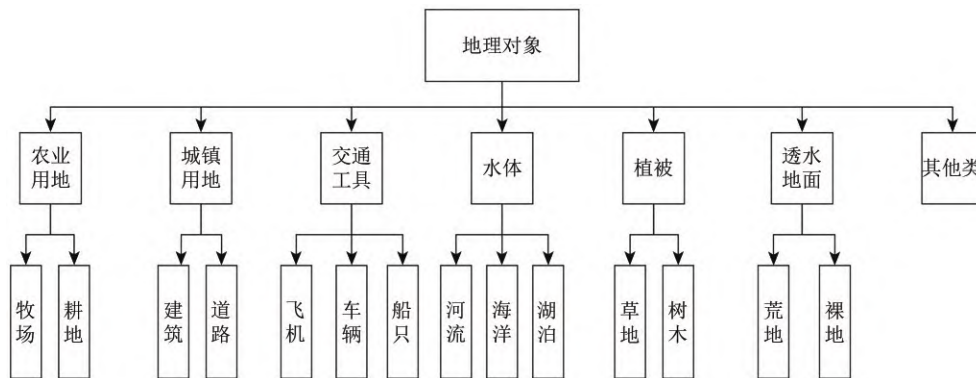 地理对象
农业
用地
城镇
用地
交通
工具
水体
植被
透水
地面
其他类
牧场
耕地
建筑
道路
飞机
车辆
船只
河流
海洋
湖泊
草地
树木
荒地
裸地